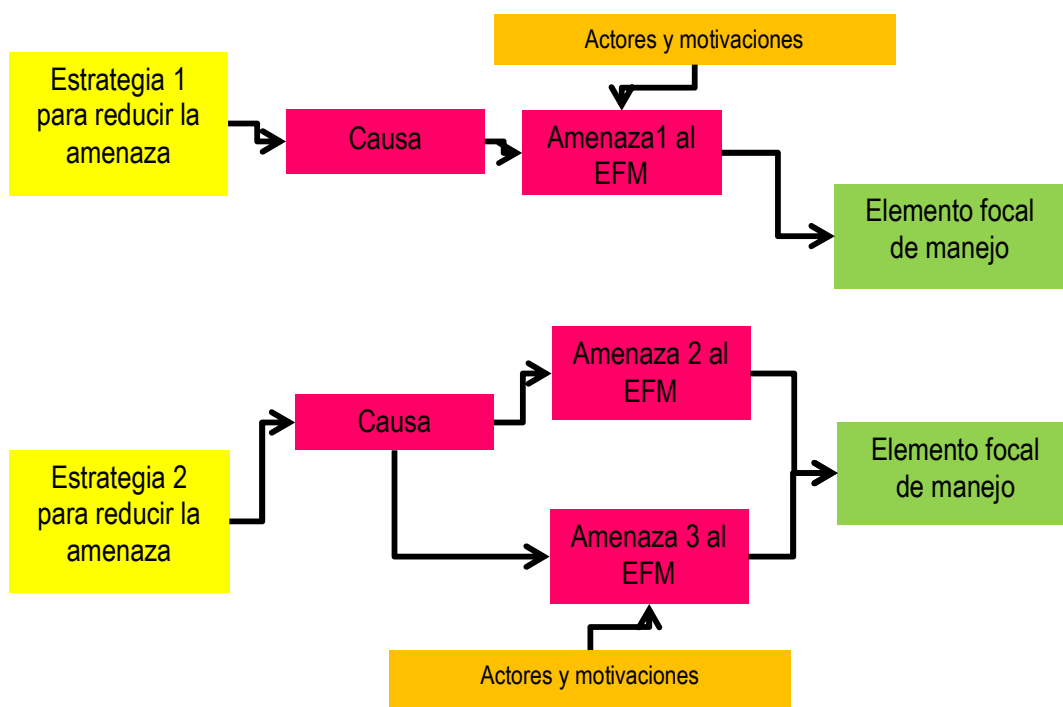 Actores y motivaciones
Estrategia 1
para reducir la
amenaza
Causa
Amenaza1 al
EFM
Elemento focal
de manejo
Amenaza 2 al
EFM
Causa
Elemento focal
de manejo
Estrategia 2
para reducir la
amenaza
Amenaza 3 al
EFM
Actores y motivaciones